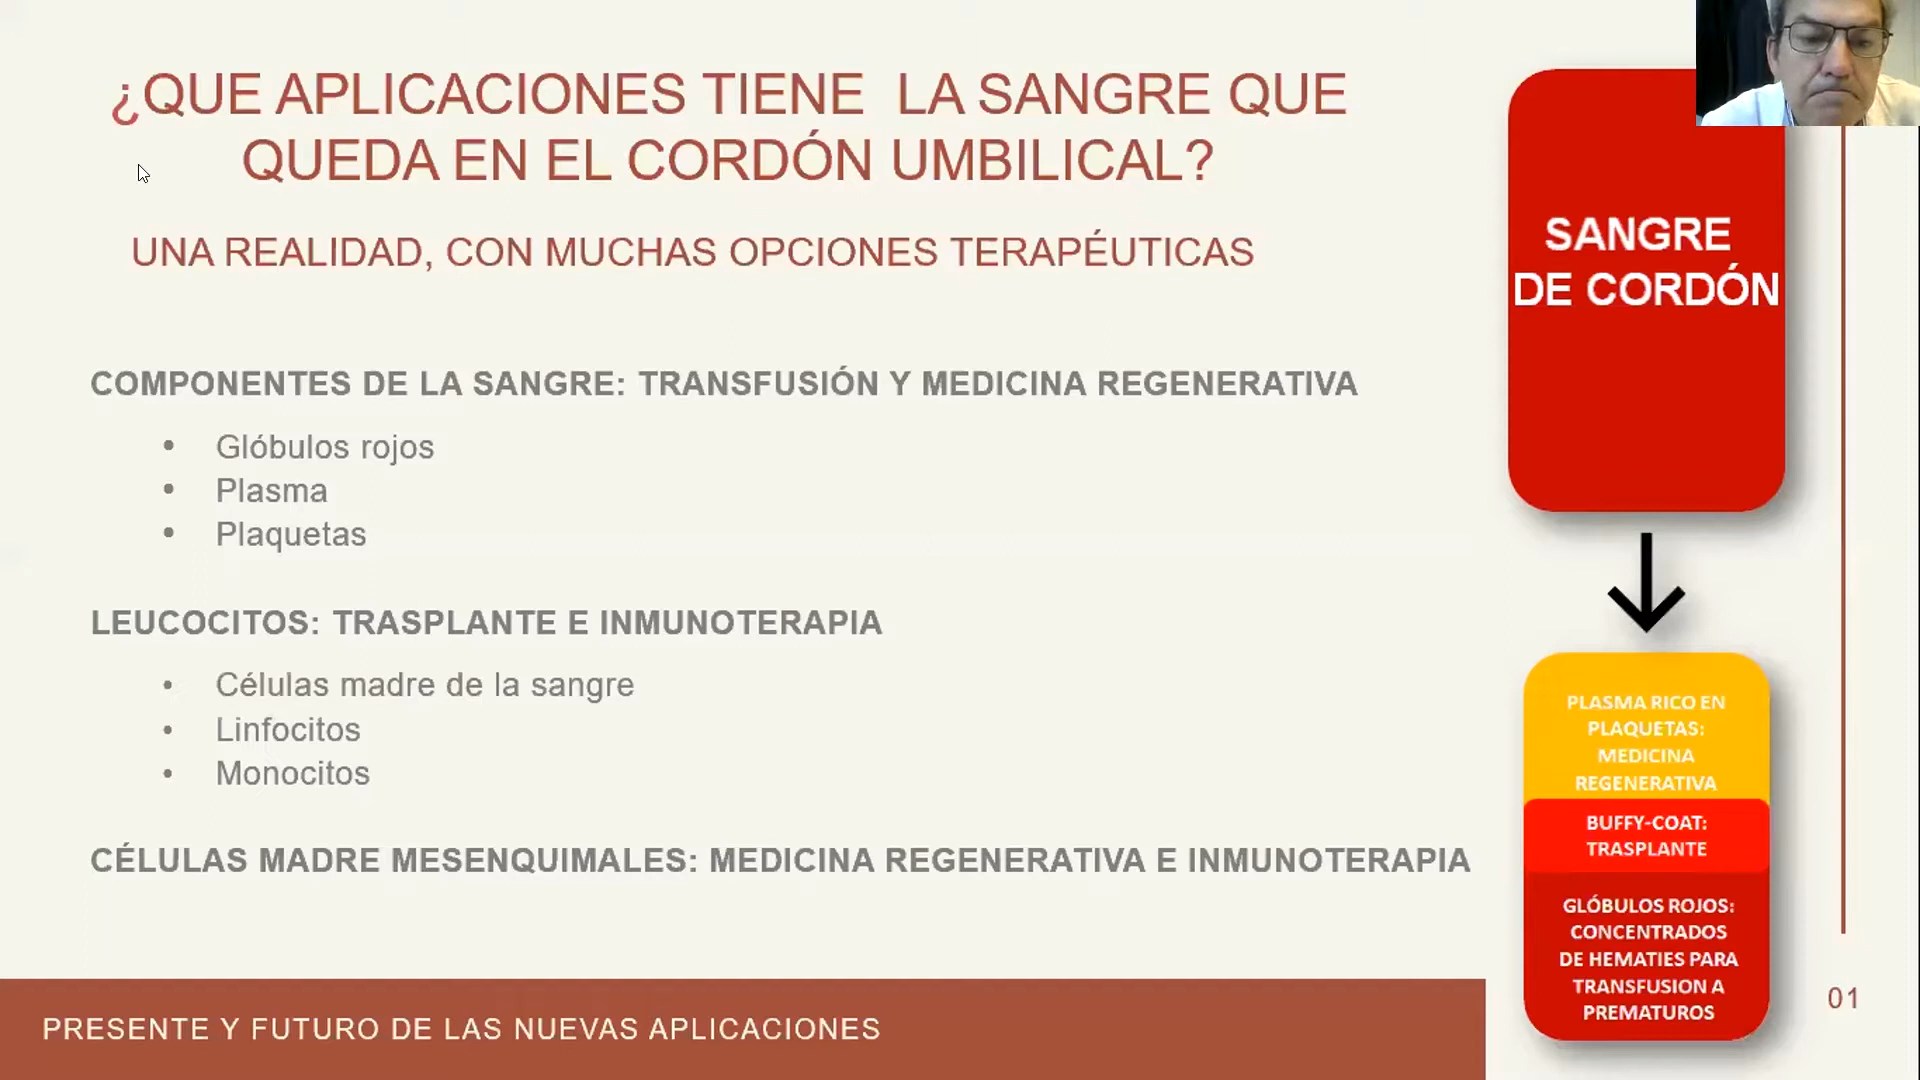 ¿QUE APLICACIONES TIENE LA SANGRE QUE
QUEDA EN EL CORDÓN UMBILICAL?
UNA REALIDAD, CON MUCHAS OPCIONES TERAPÉUTICAS
COMPONENTES DE LA SANGRE: TRANSFUSIÓN Y MEDICINA REGENERATIVA
• Glóbulos rojos
• Plasma
• Plaquetas
LEUCOCITOS: TRASPLANTE E INMUNOTERAPIA
• Células madre de la sangre
• Linfocitos
• Monocitos
CÉLULAS MADRE MESENQUIMALES: MEDICINA REGENERATIVA E INMUNOTERAPIA
SANGRE
DE CORDÓN
PLASMA RICO EN
PLAQUETAS:
MEDICINA
REGENERATIVA
BUFFY-COAT:
TRASPLANTE
GLÓBULOS ROJOS:
CONCENTRADOS
DE HEMATIES PARA
TRANSFUSION A
PREMATUROS
PRESENTE Y FUTURO DE LAS NUEVAS APLICACIONES
01